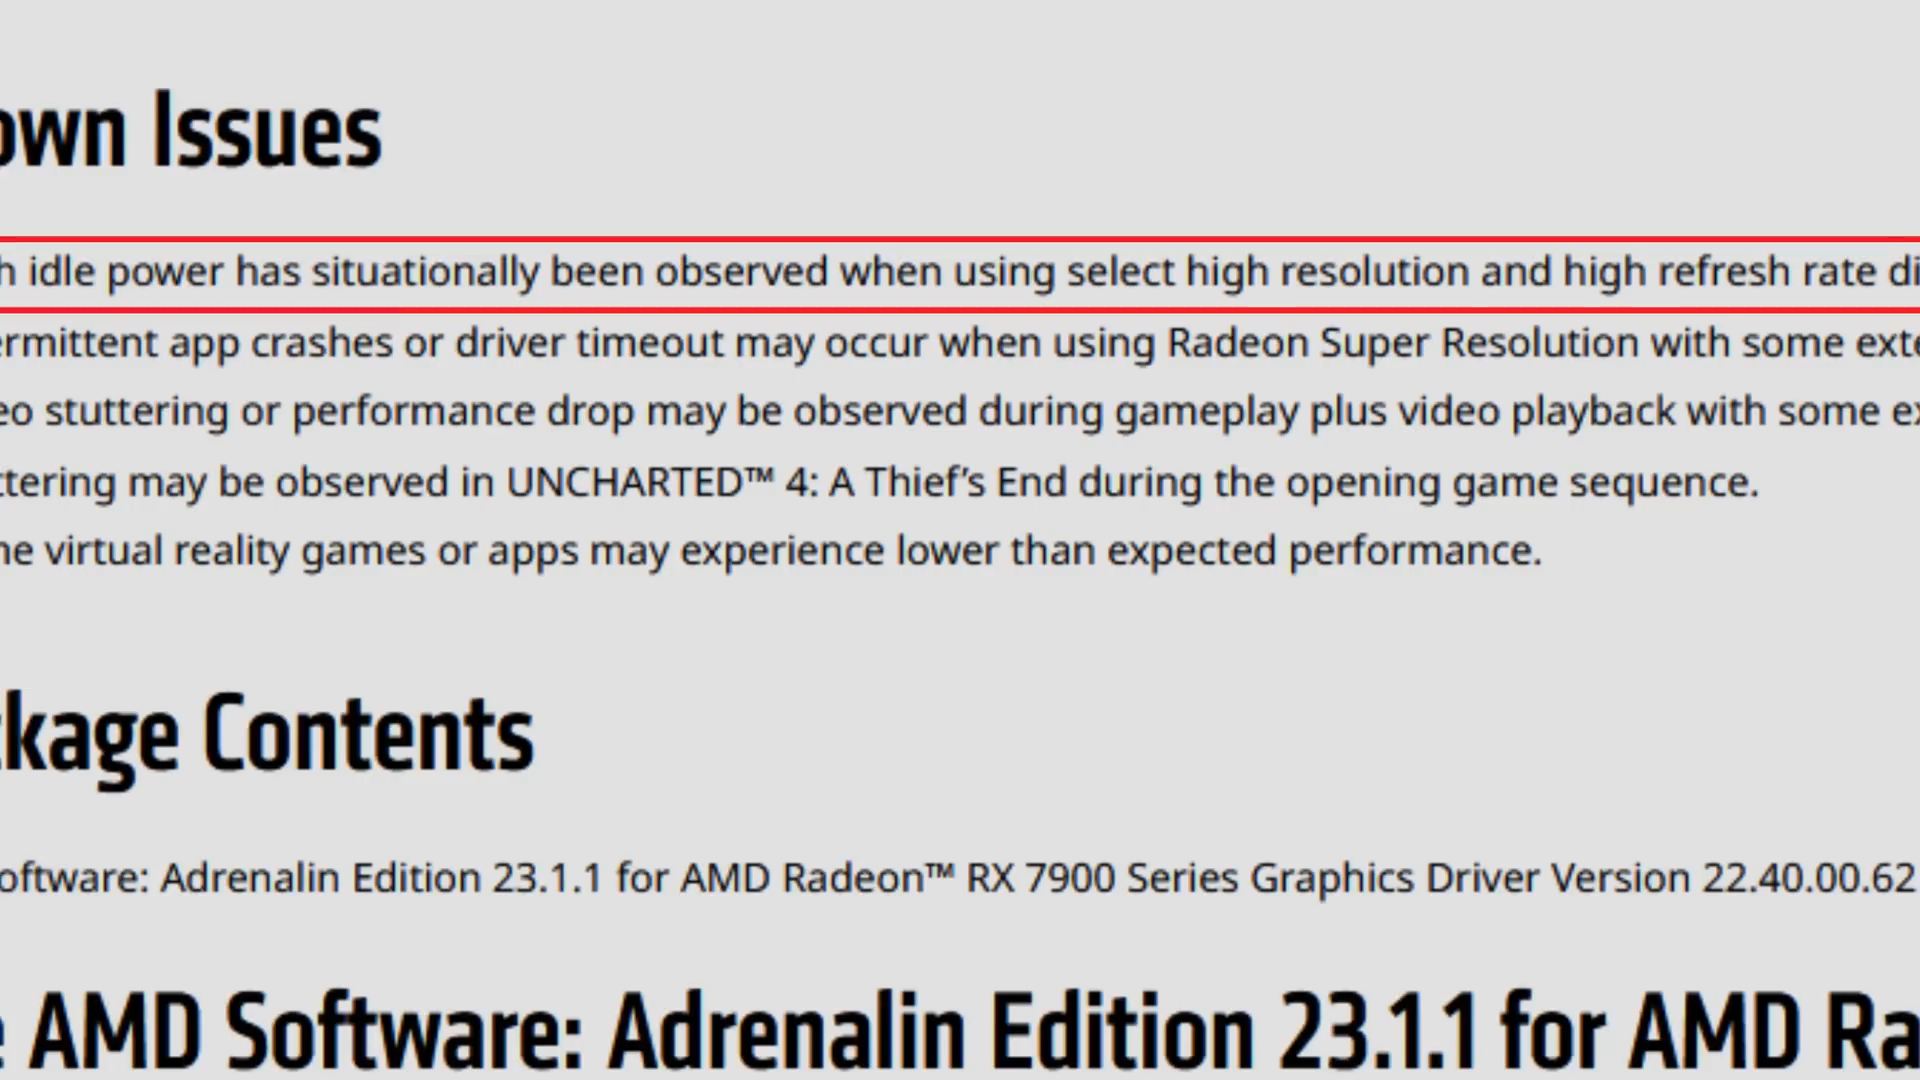 own Issues
h idle power has situationally been observed when using select high resolution and high refresh rate di
ermittent app crashes or driver timeout may occur when using Radeon Super Resolution with some exte
eo stuttering or performance drop may be observed during gameplay plus video playback with some ex
ttering may be observed in UNCHARTED™ 4: A Thief’s End during the opening game sequence.
me virtual reality games or apps may experience lower than expected performance.
ckage Contents
oftware: Adrenalin Edition 23.1.1 for AMD Radeon™ RX 7900 Series Graphics Driver Version 22.40.00.62
e AMD Software: Adrenalin Edition 23.1.1 for AMD Ra